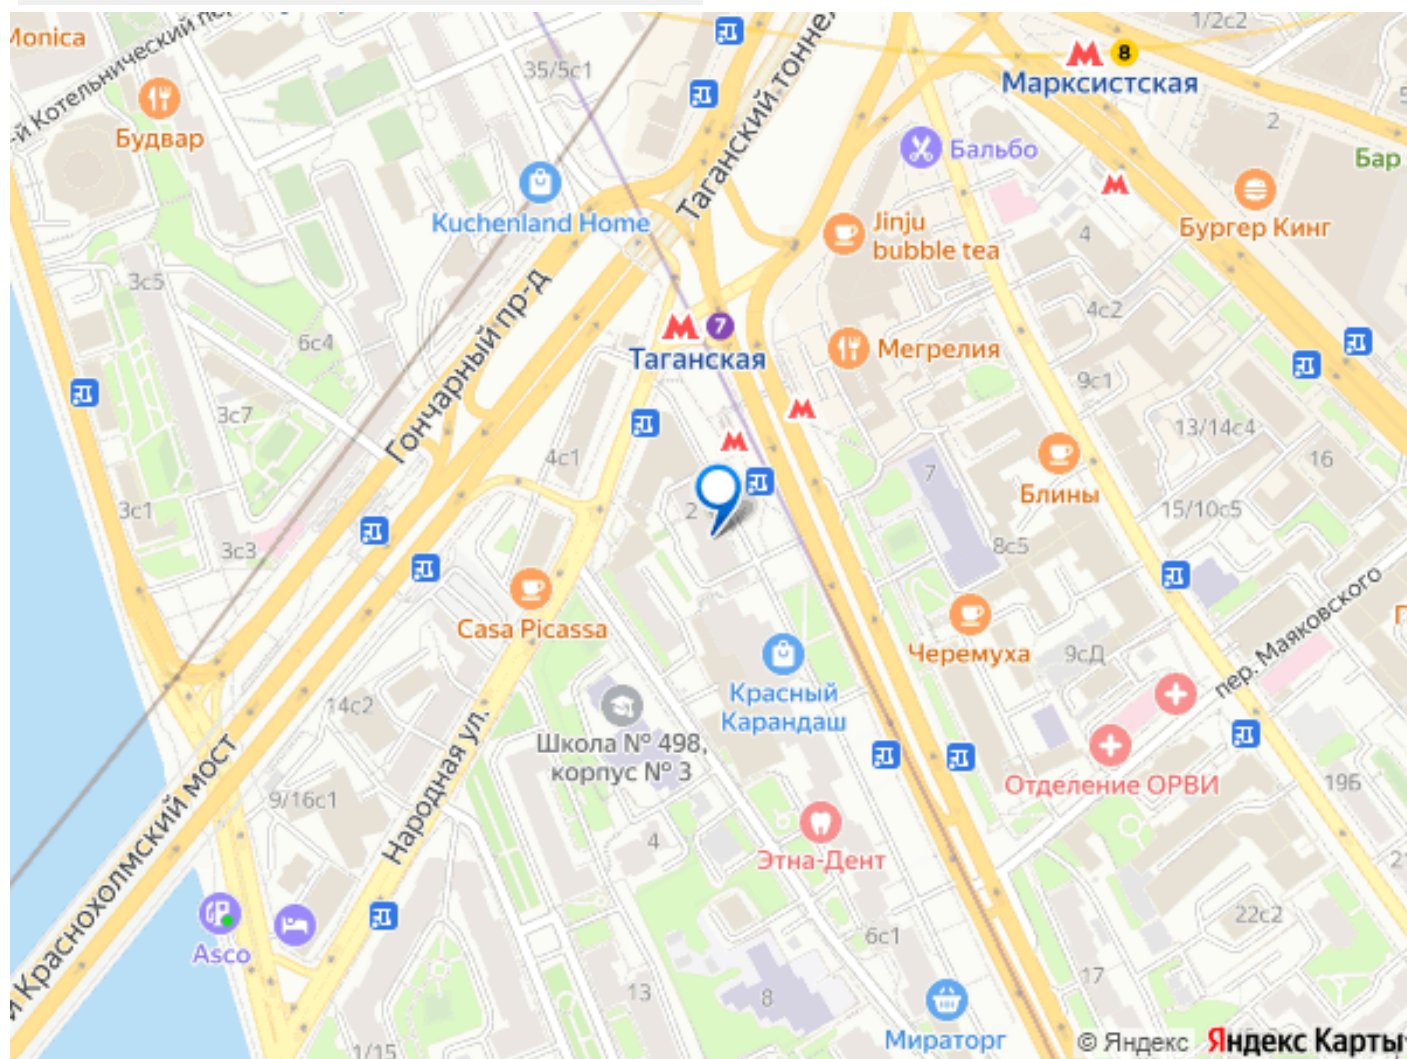 Monica
-й Котельнический пер
Будвар
35/5с1
Таганский тоннель
1/2с2
8
Марксистская
2
Бар
Бальбо
Kuchenland Home
Jinju
bubble tea
4
Бургер Кинг
3с5
4с2
6с4
Гончарный пр-д
7
Таганская
Мегрелия
9с1
3с7
4с1
13/14с4
16
7
Блины
3с1
2
15/10с5
3с3
8с5
Casa Picassa
Черемуха
9сД
пер. Маяковского
Красный
Карандаш
14с2
Школа № 498,
корпус № 3
Отделение ОРВИ
19б
й Краснохолмский мост
9/16с1
Народная ул.
4
Этна-Дент
22с2
Asco
6с1
17
13
8
Мираторг
1/15
© Яндекс Яндекс Карты